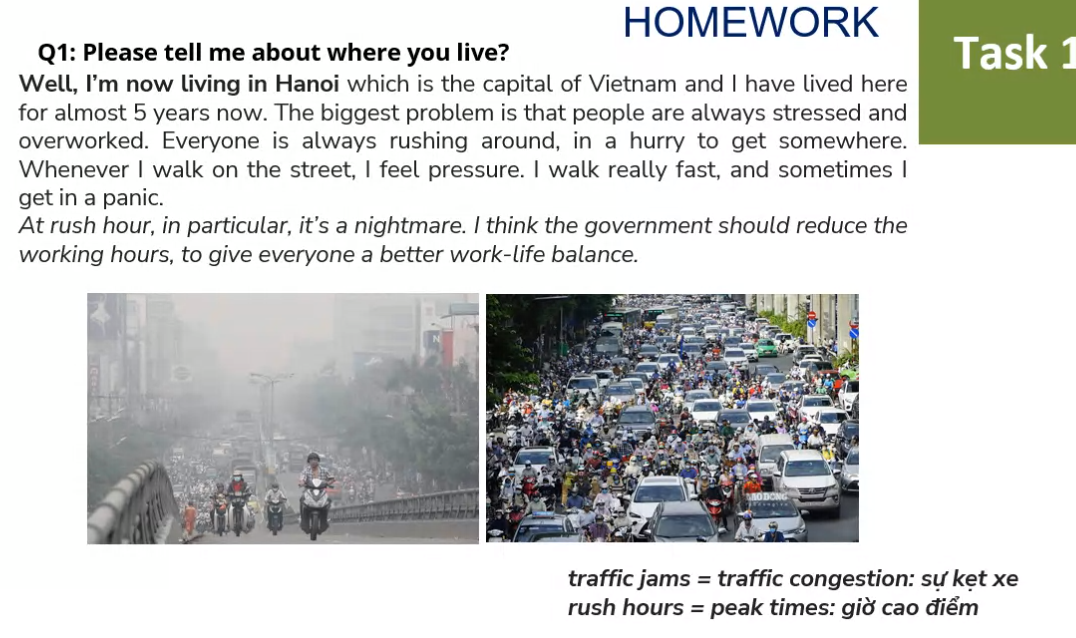 HOMEWORK
Task 1
Q1: Please tell me about where you live?
Well, I'm now living in Hanoi which is the capital of Vietnam and I have lived here
for almost 5 years now. The biggest problem is that people are always stressed and
overworked. Everyone is always rushing around, in a hurry to get somewhere.
Whenever I walk on the street, I feel pressure. I walk really fast, and sometimes I
get in a panic.
At rush hour, in particular, it's a nightmare. I think the government should reduce the
working hours, to give everyone a better work-life balance.
N
LAO ĐỘNG
traffic jams = traffic congestion: sự kẹt xe
rush hours = peak times: giờ cao điểm